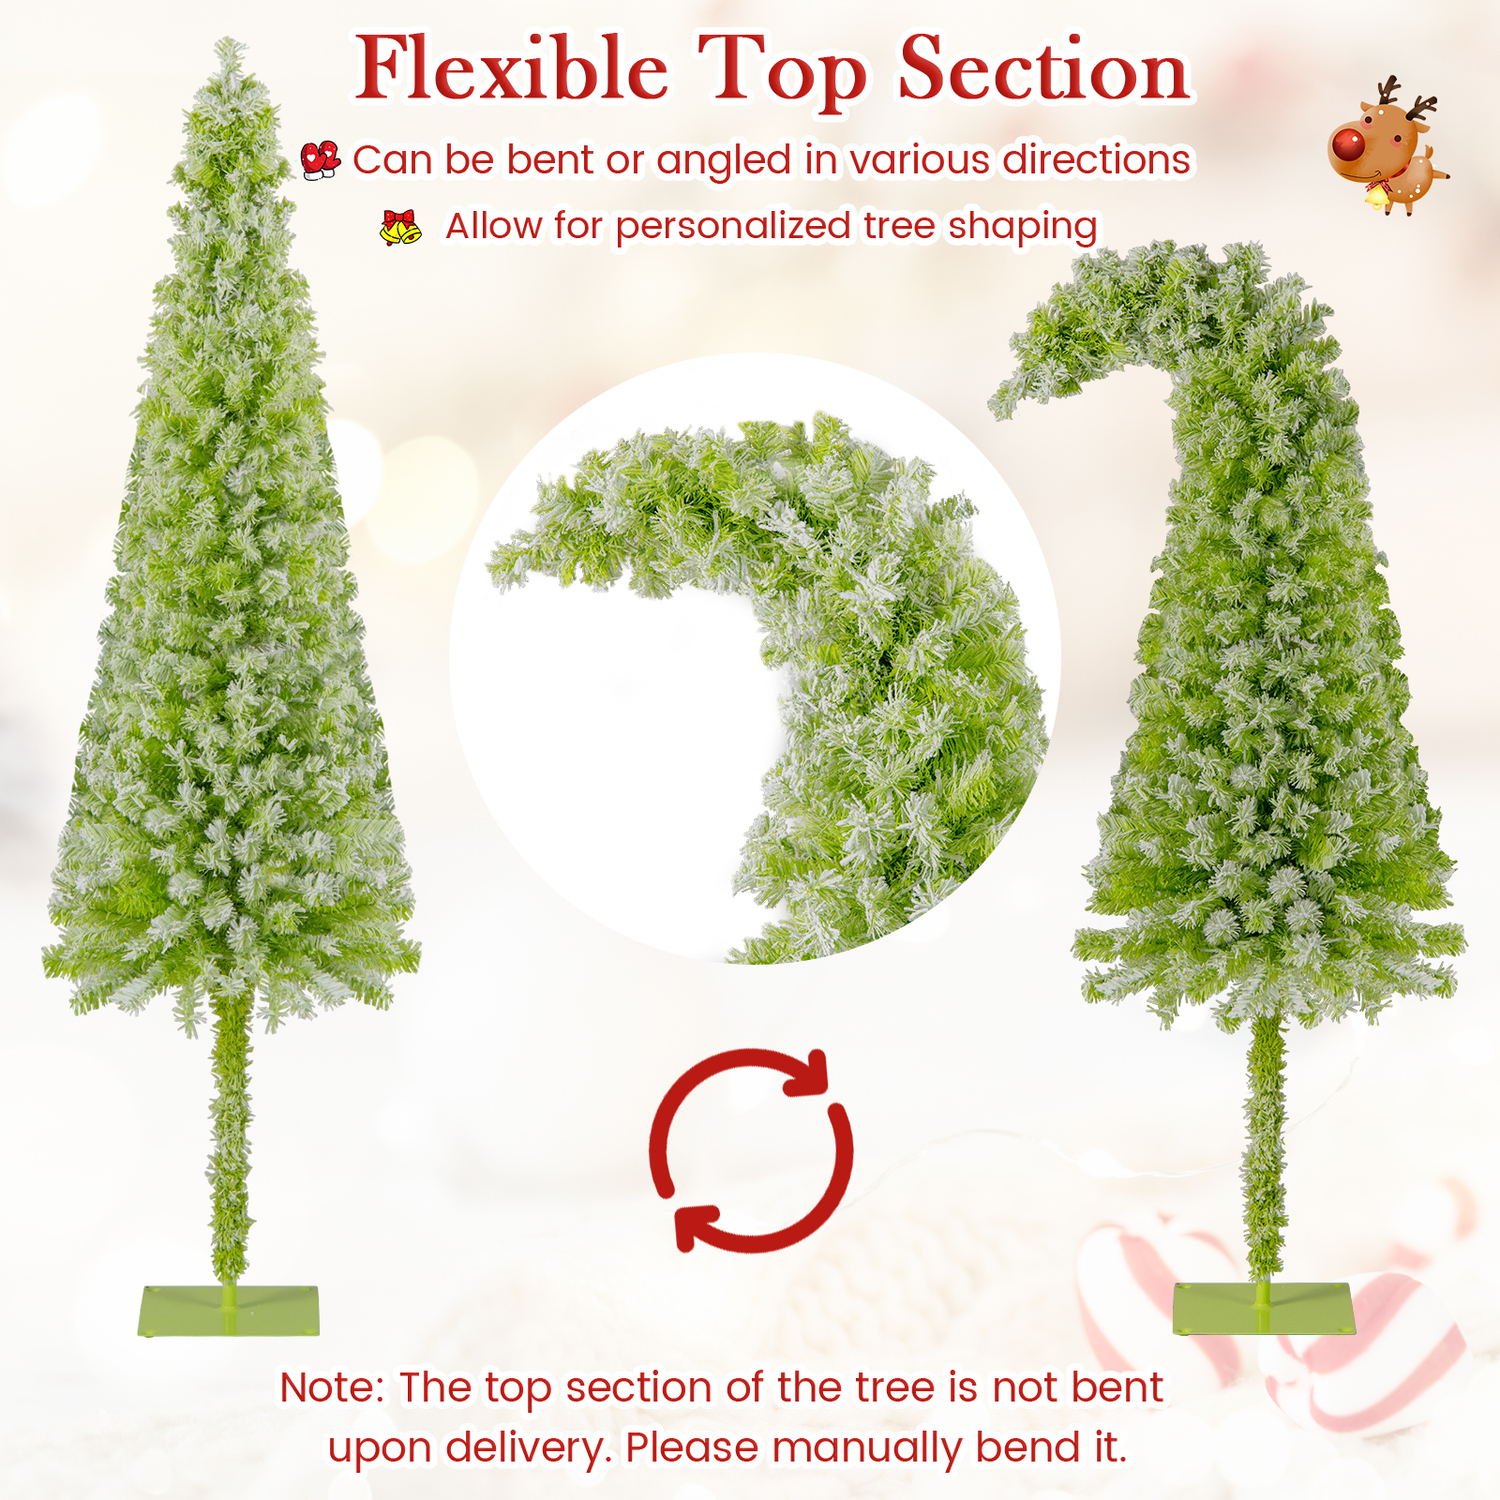 Flexible Top Section
Can be bent or angled in various directions
Allow for personalized tree shaping
Note: The top section of the tree is not bent
upon delivery. Please manually bend it.